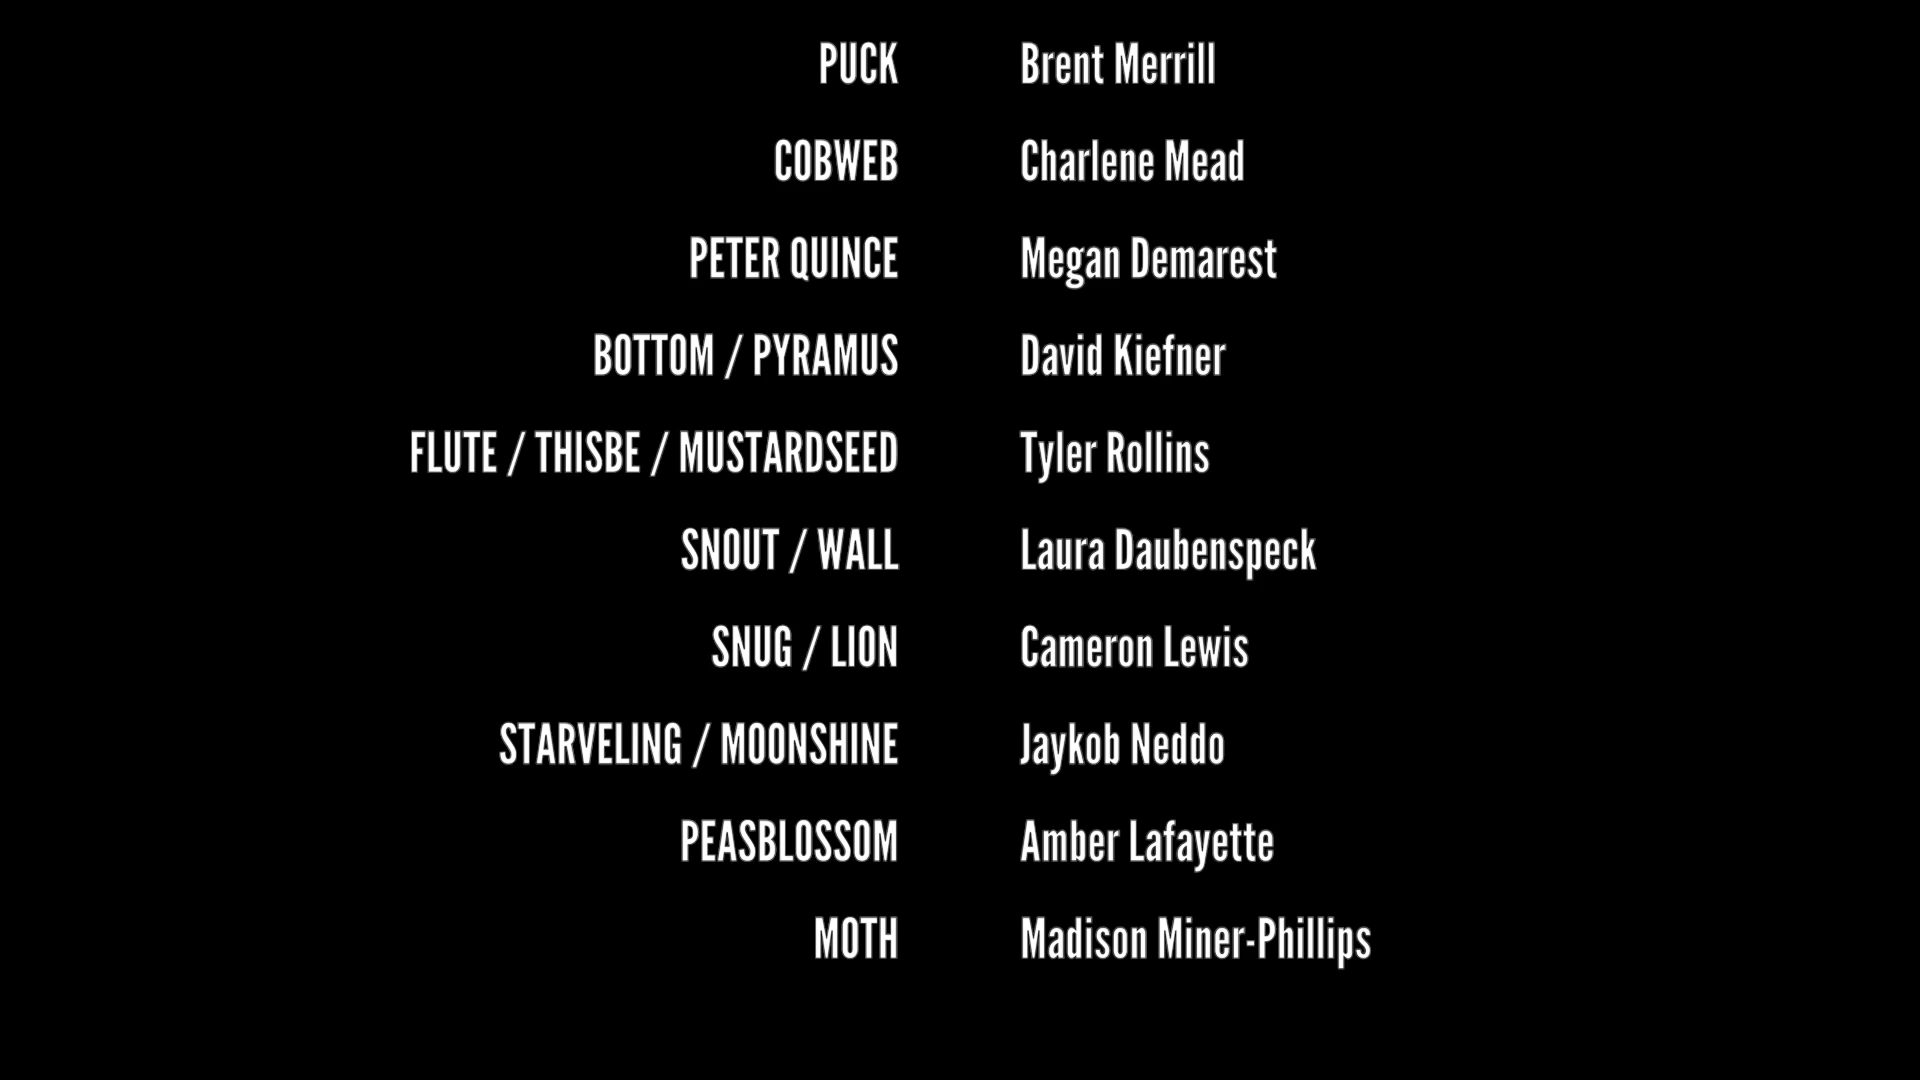 PUCK Brent Merrill
COBWEB Charlene Mead
PETER QUINCE Megan Demarest
BOTTOM / PYRAMUS David Kiefner
FLUTE / THISBE / MUSTARDSEED Tyler Rollins
SNOUT / WALL Laura Daubenspeck
SNUG / LION Cameron Lewis
STARVELING / MOONSHINE Jaykob Neddo
PEASBLOSSOM Amber Lafayette
MOTH Madison Miner-Phillips